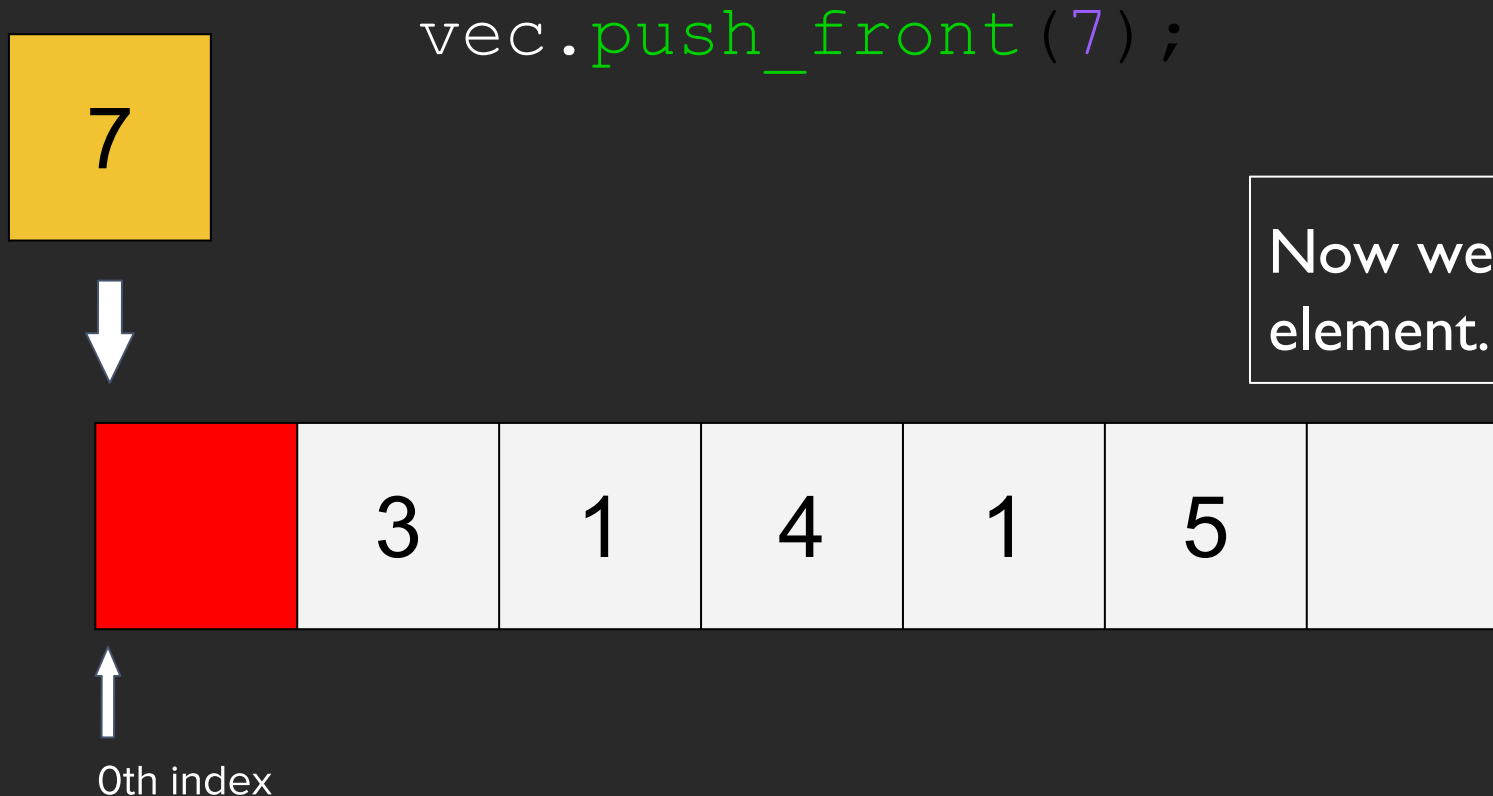 vec.push_front(7);
7
Now we
element.
3 1 4 1 5
0th index